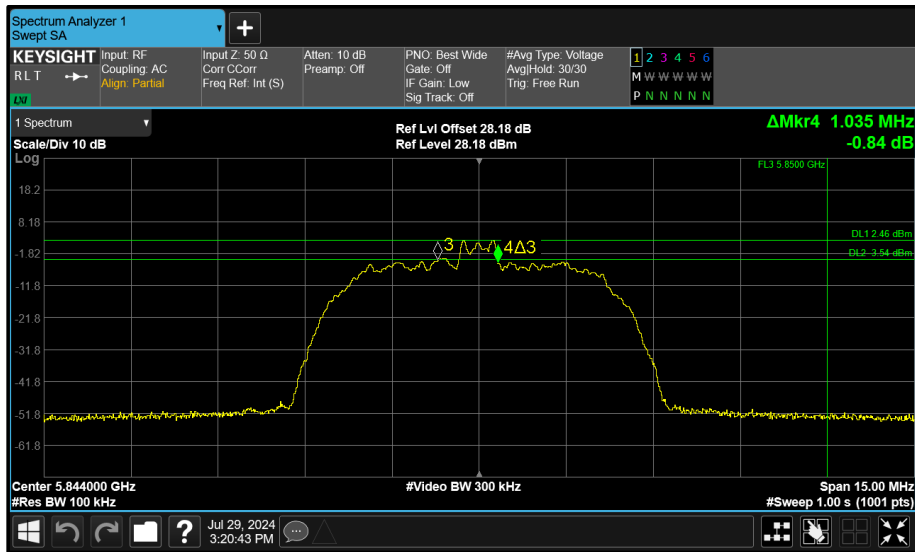 Spectrum Analyzer 1
Swept SA
KEYSIGHT
R L T
LXI
Input: RF
Coupling: AC
Align: Partial
Input Z: 50 Ω
Corr CCorr
Freq Ref: Int (S)
Atten: 10 dB
Preamp: Off
PNO: Best Wide
Gate: Off
IF Gain: Low
Sig Track: Off
#Avg Type: Voltage
Avg|Hold: 30/30
Trig: Free Run
1 2 3 4 5 6
M W W W W W
P N N N N N
1 Spectrum
Scale/Div 10 dB
Ref Lvl Offset 28.18 dB
Ref Level 28.18 dBm
ΔMkr4 1.035 MHz
-0.84 dB
Log
FL3 5.8500 GHz
18.2
8.18
DL1 2.46 dBm
3
4Δ3
-1.82
DL2 -3.54 dBm
-11.8
-21.8
-31.8
-41.8
-51.8
-61.8
Center 5.844000 GHz
#Video BW 300 kHz
Span 15.00 MHz
#Res BW 100 kHz
#Sweep 1.00 s (1001 pts)
?
Jul 29, 2024
3:20:43 PM